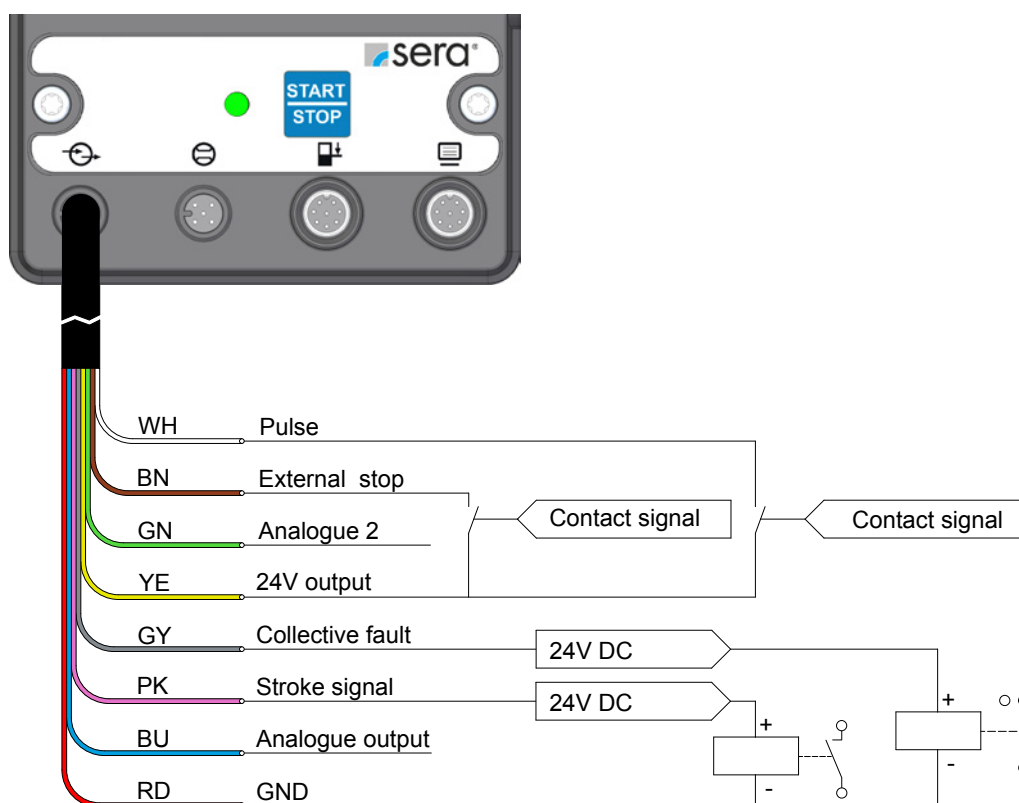 sera®
START
STOP
WH Pulse
BN External stop
Contact signal
Contact signal
GN Analogue 2
YE 24V output
GY Collective fault
24V DC
PK Stroke signal
24V DC
+
+
BU Analogue output
-
-
RD GND